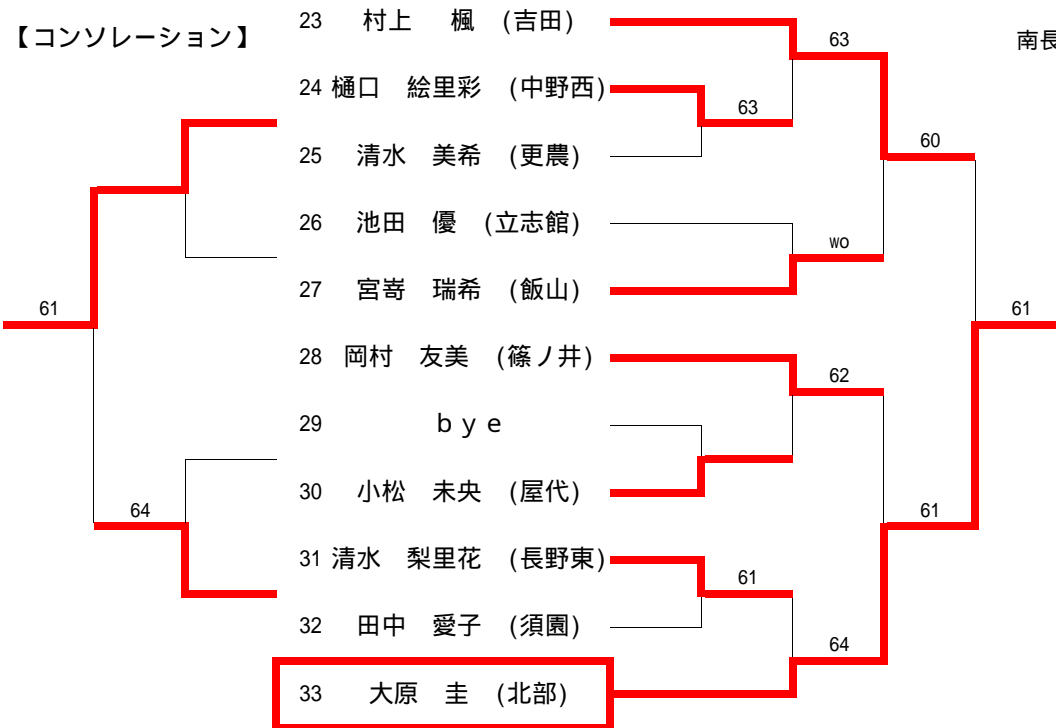 【コンソレーション】
23 村上 楓 (吉田)
63
南長
24 樋口 絵里彩 (中野西)
63
25 清水 美希 (更農)
60
26 池田 優 (立志館)
wo
27 宮嵜 瑞希 (飯山)
61
61
28 岡村 友美 (篠ノ井)
62
29 bye
30 小松 未央 (屋代)
64
61
31 清水 梨里花 (長野東)
61
32 田中 愛子 (須園)
64
33 大原 圭 (北部)